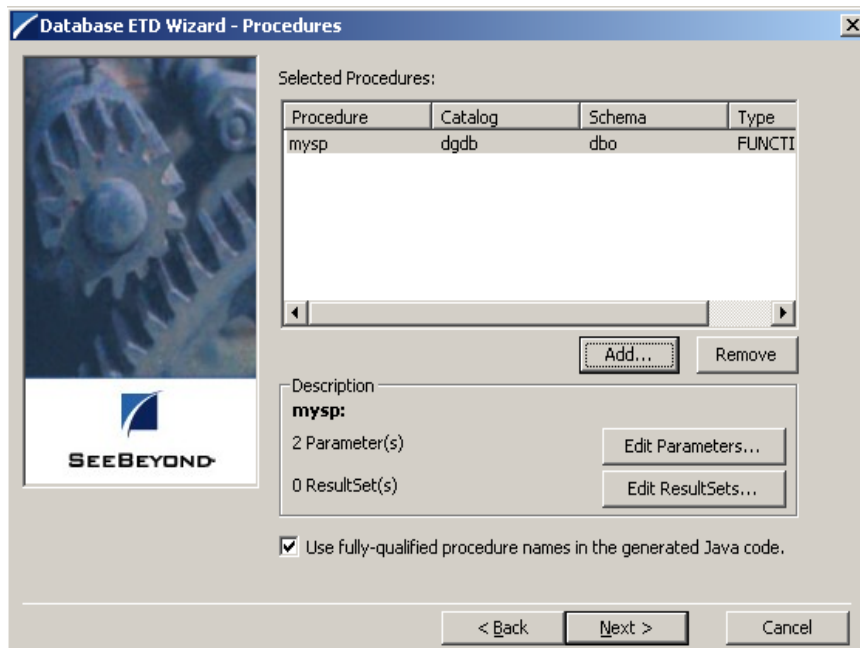 Database ETD Wizard - Procedures
Selected Procedures:
Procedure Catalog Schema Type
mysp dgdb dbo FUNCTI
Add... Remove
Description
mysp:
2 Parameter(s) Edit Parameters...
0 ResultSet(s) Edit ResultSets...
SEEBEYOND
Use fully-qualified procedure names in the generated Java code.
< Back Next > Cancel